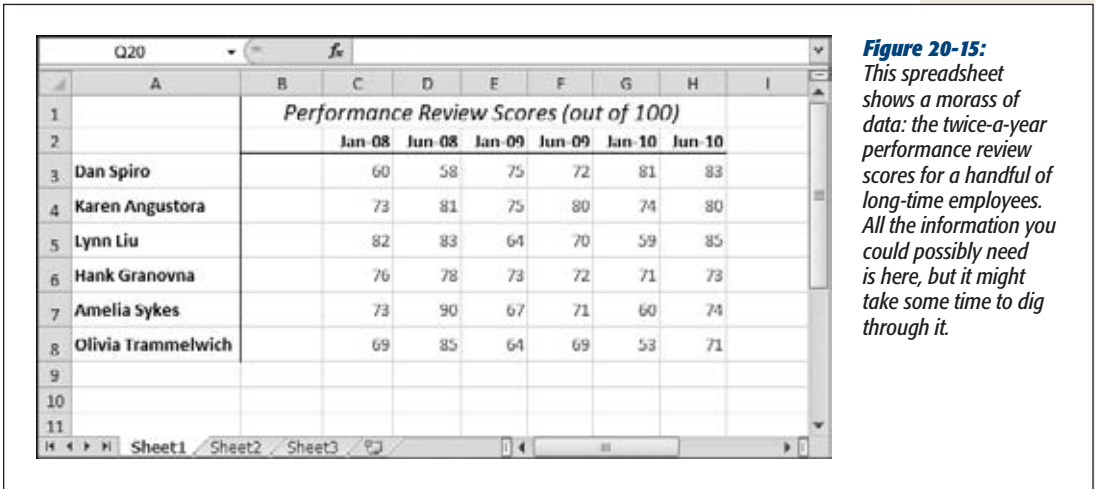 Q20 fx
A B C D E F G H I
1 Performance Review Scores (out of 100)
2 Jan-08 Jun-08 Jan-09 Jun-09 Jan-10 Jun-10
3 Dan Spiro 60 58 75 72 81 83
4 Karen Angustora 73 81 75 80 74 80
5 Lynn Liu 82 83 64 70 59 85
6 Hank Granovna 76 78 73 72 71 73
7 Amelia Sykes 73 90 67 71 60 74
8 Olivia Trammelwich 69 85 64 69 53 71
9
10
11
Sheet1 Sheet2 Sheet3
Figure 20-15:
This spreadsheet
shows a morass of
data: the twice-a-year
performance review
scores for a handful of
long-time employees.
All the information you
could possibly need
is here, but it might
take some time to dig
through it.